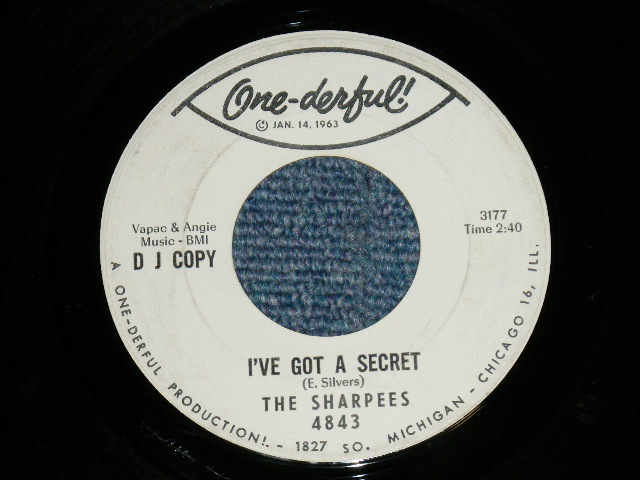 One-derful!
© JAN. 14, 1963
Vapac & Angie
Music - BMI
D J COPY
3177
Time 2:40
I'VE GOT A SECRET
(E. Silvers)
THE SHARPEES
4843
A ONE-DERFUL PRODUCTION! - 1827 SO. MICHIGAN - CHICAGO 16, ILL.